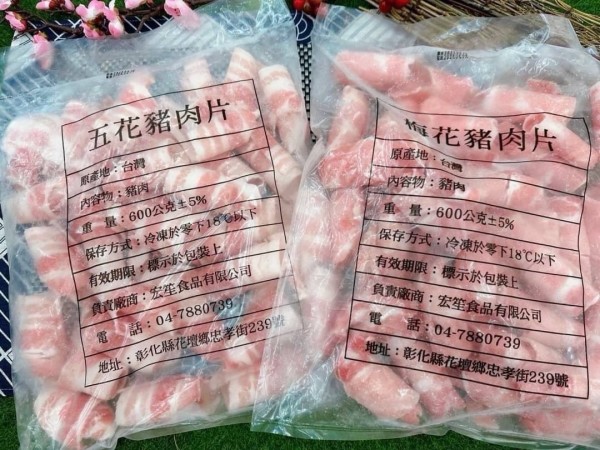 五花豬肉片
原產地：台灣
內容物：豬肉
重　量：600公克±5%
保存方式：冷凍於零下18℃以下
有效期限：標示於包裝上
負責廠商：宏笙食品有限公司
電　話：04-7880739
地址：彰化縣花壇鄉忠孝街239號
梅花豬肉片
原產地：台灣
內容物：豬肉
重　量：600公克±5%
保存方式：冷凍於零下18℃以下
有效期限：標示於包裝上
負責廠商：宏笙食品有限公司
電　話：04-7880739
地址：彰化縣花壇鄉忠孝街239號